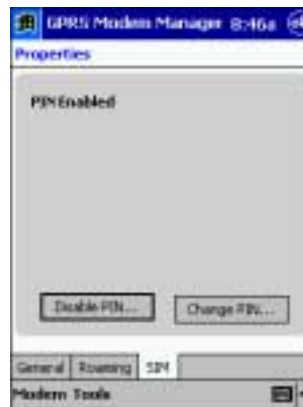 GPRS Modem Manager 8:46a
Properties
PIN Enabled
Disable PIN... Change PIN...
General Roaming SIM
Modem Tools